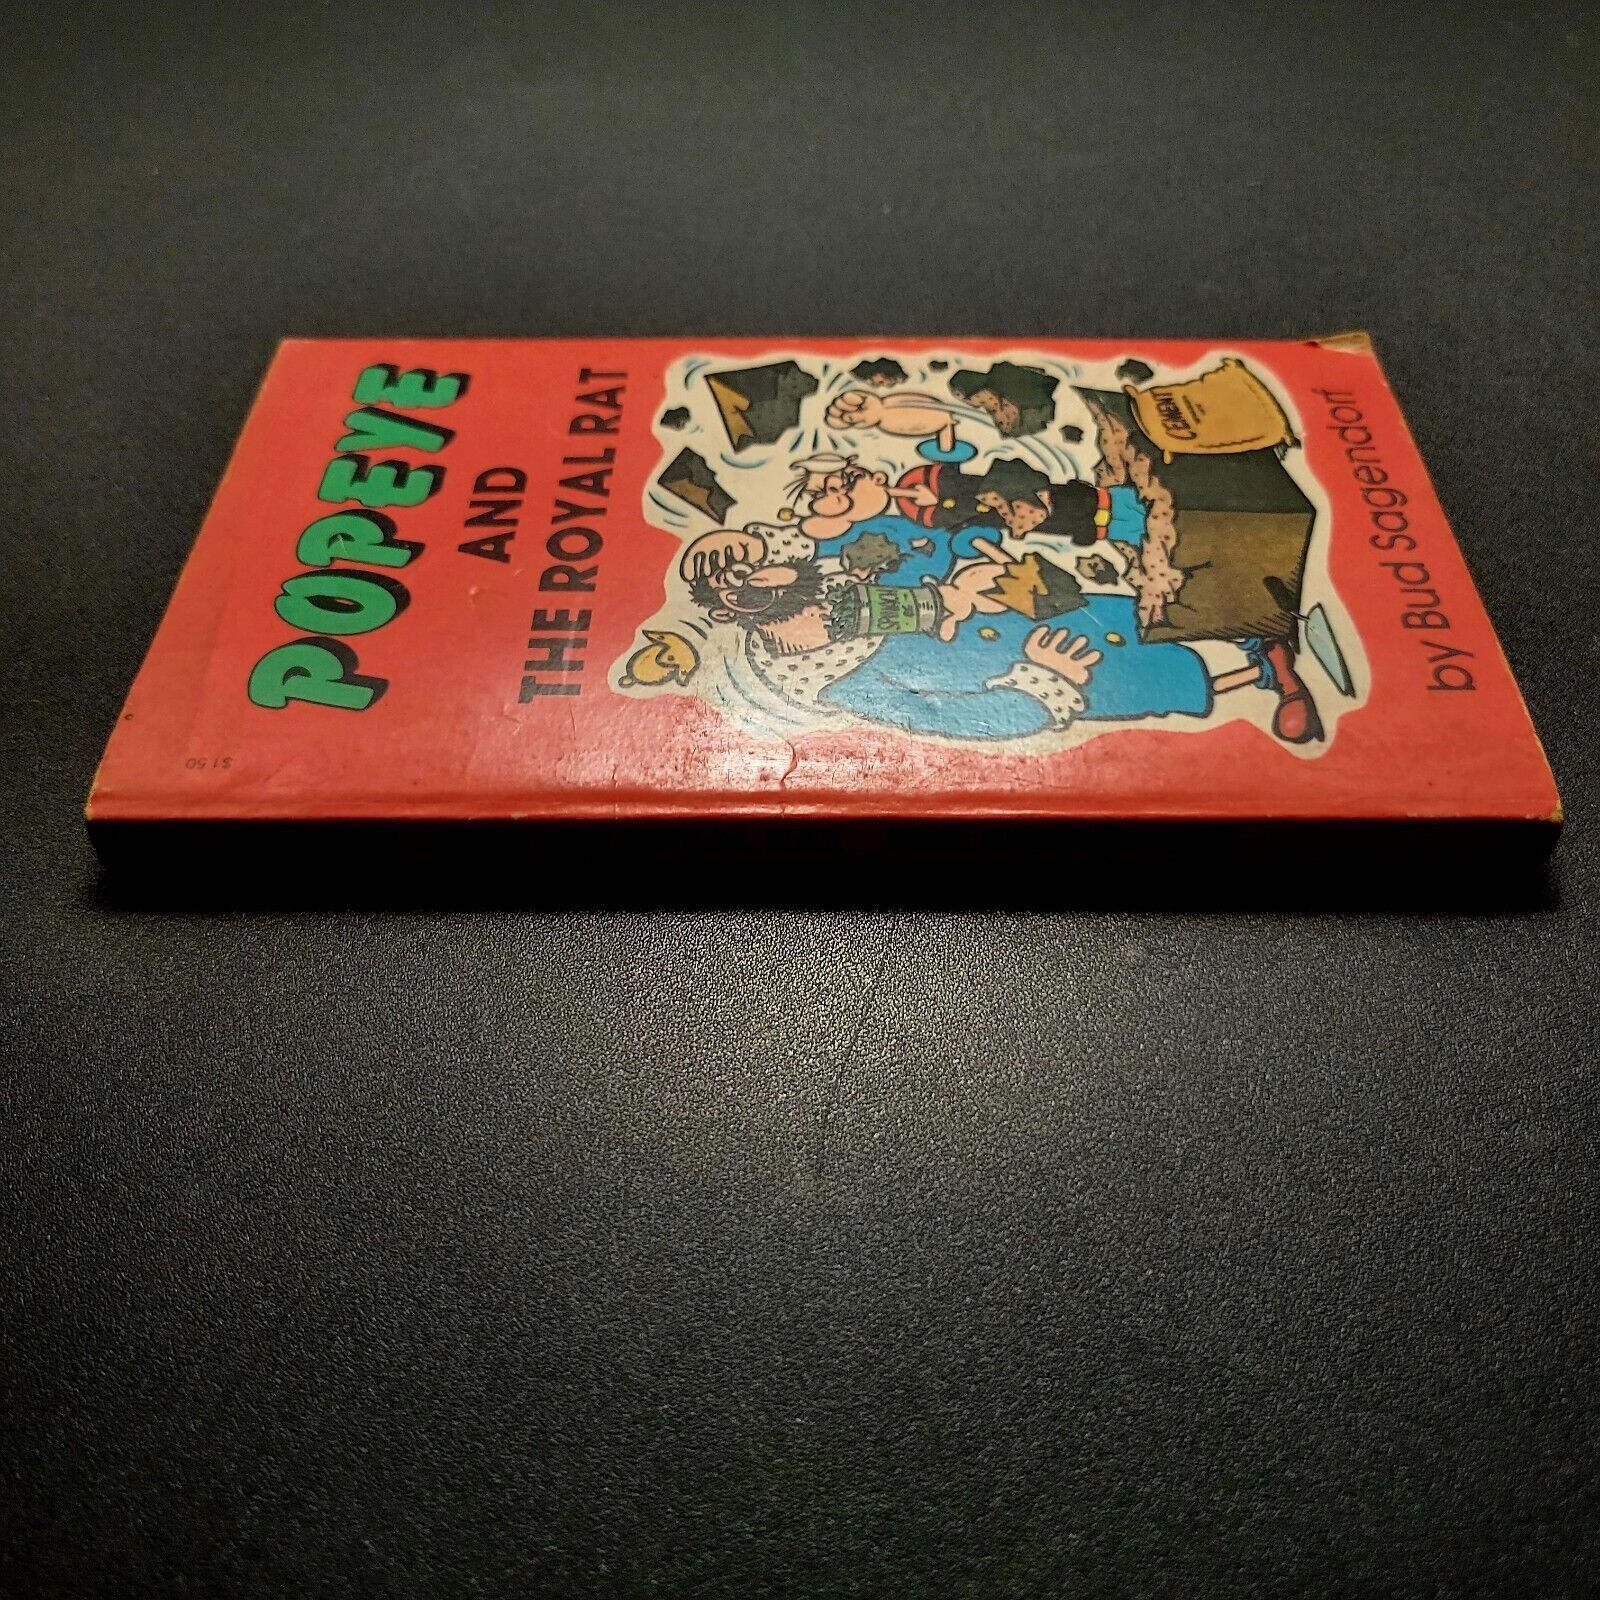 $1.50
POPEYE
AND
THE ROYAL RAT
CEMENT
SPINACH
by Bud Sagendorf